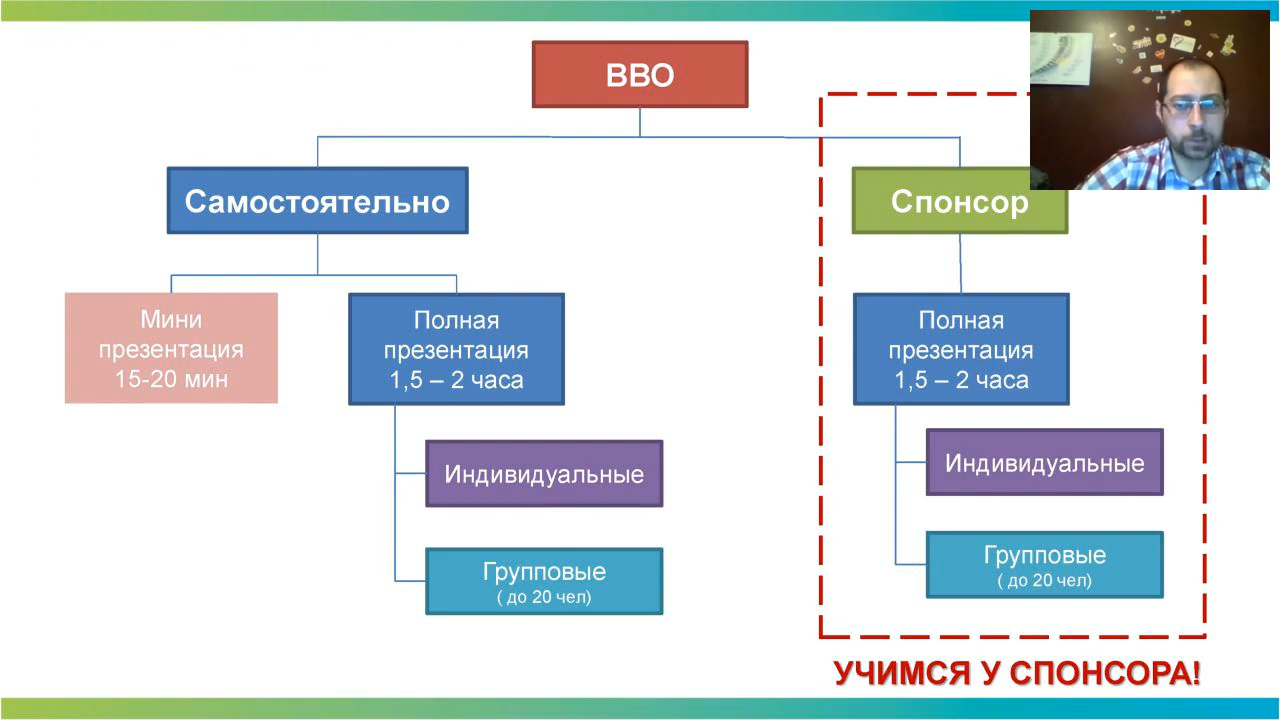 ВВО
Самостоятельно
Спонсор
Мини
презентация
15-20 мин
Полная
презентация
1,5 – 2 часа
Полная
презентация
1,5 – 2 часа
Индивидуальные
Индивидуальные
Групповые
( до 20 чел)
Групповые
( до 20 чел)
УЧИМСЯ У СПОНСОРА!